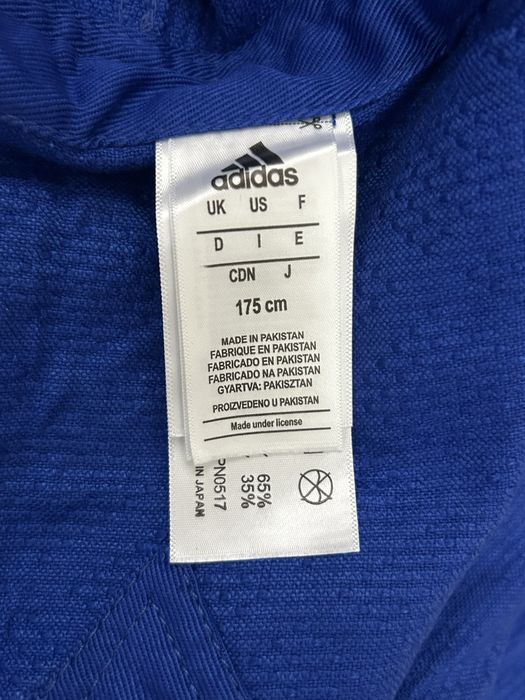 adidas
UK US F
D I E
CDN J
175 cm
MADE IN PAKISTAN
FABRIQUE EN PAKISTAN
FABRICADO EN PAKISTAN
FABRICADO NA PAKISTAN
GYARTVA: PAKISZTAN
PROIZVEDENO U PAKISTAN
Made under license
65%
35%
PN0517
IN JAPAN